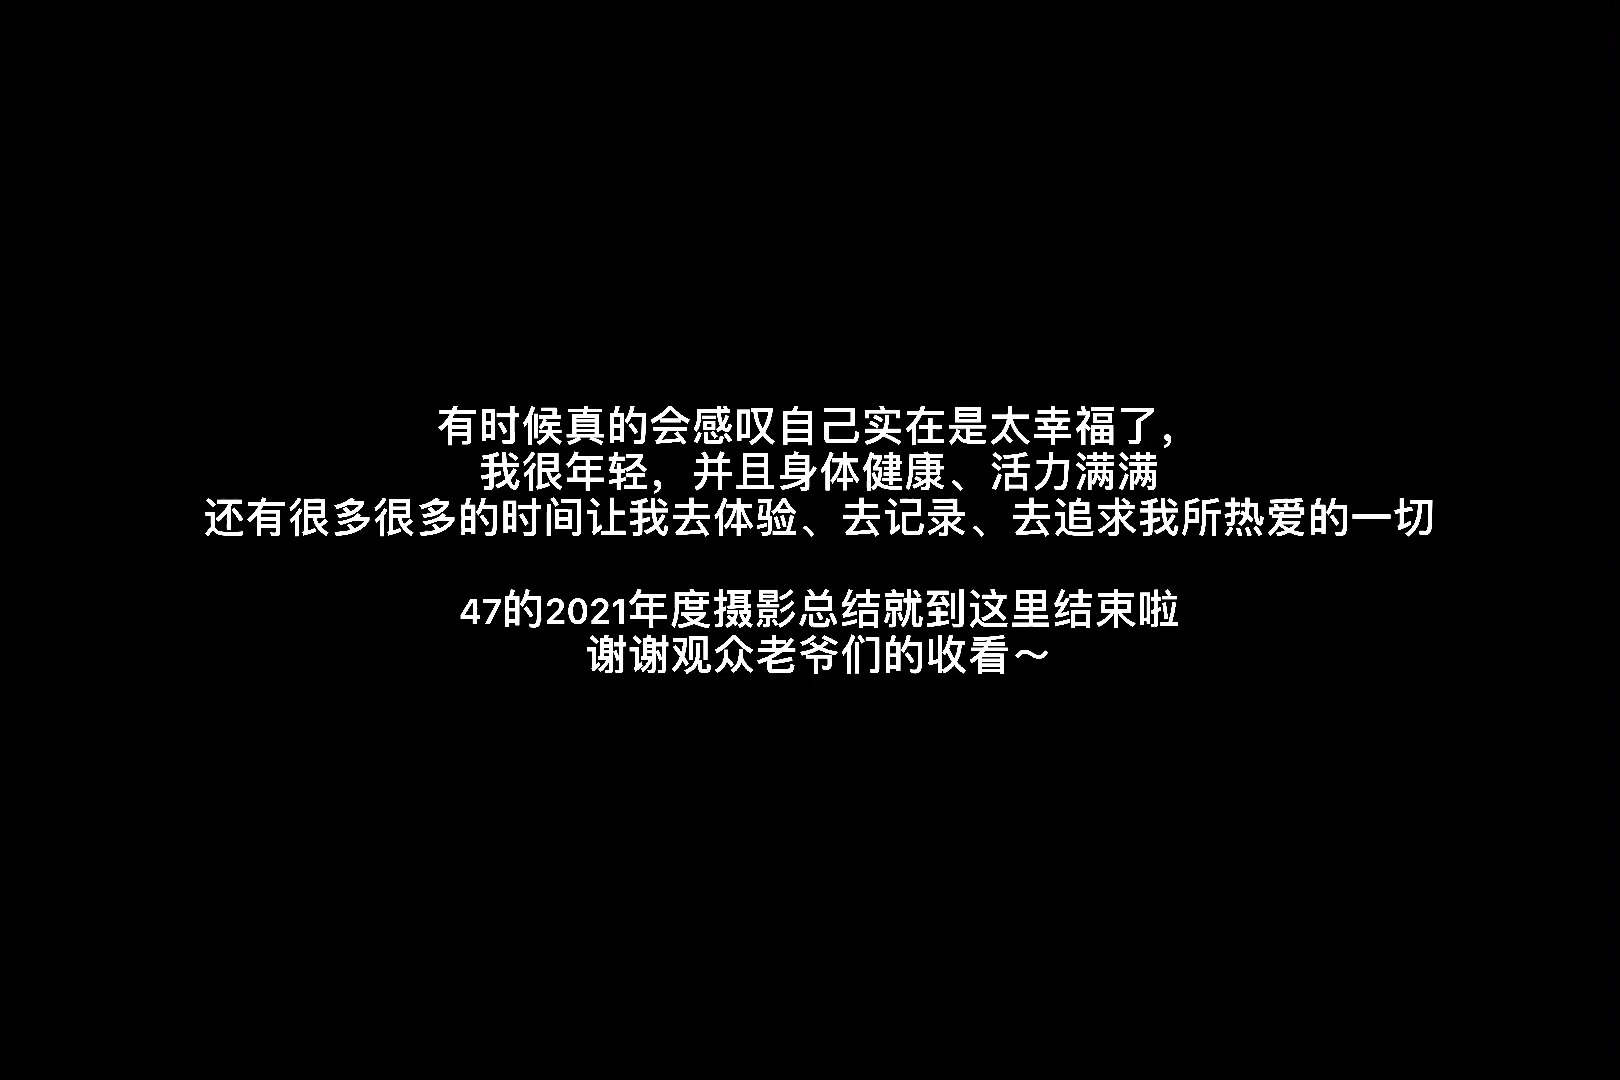 有时候真的会感叹自己实在是太幸福了，
我很年轻，并且身体健康、活力满满
还有很多很多的时间让我去体验、去记录、去追求我所热爱的一切
47的2021年度摄影总结就到这里结束啦
谢谢观众老爷们的收看～